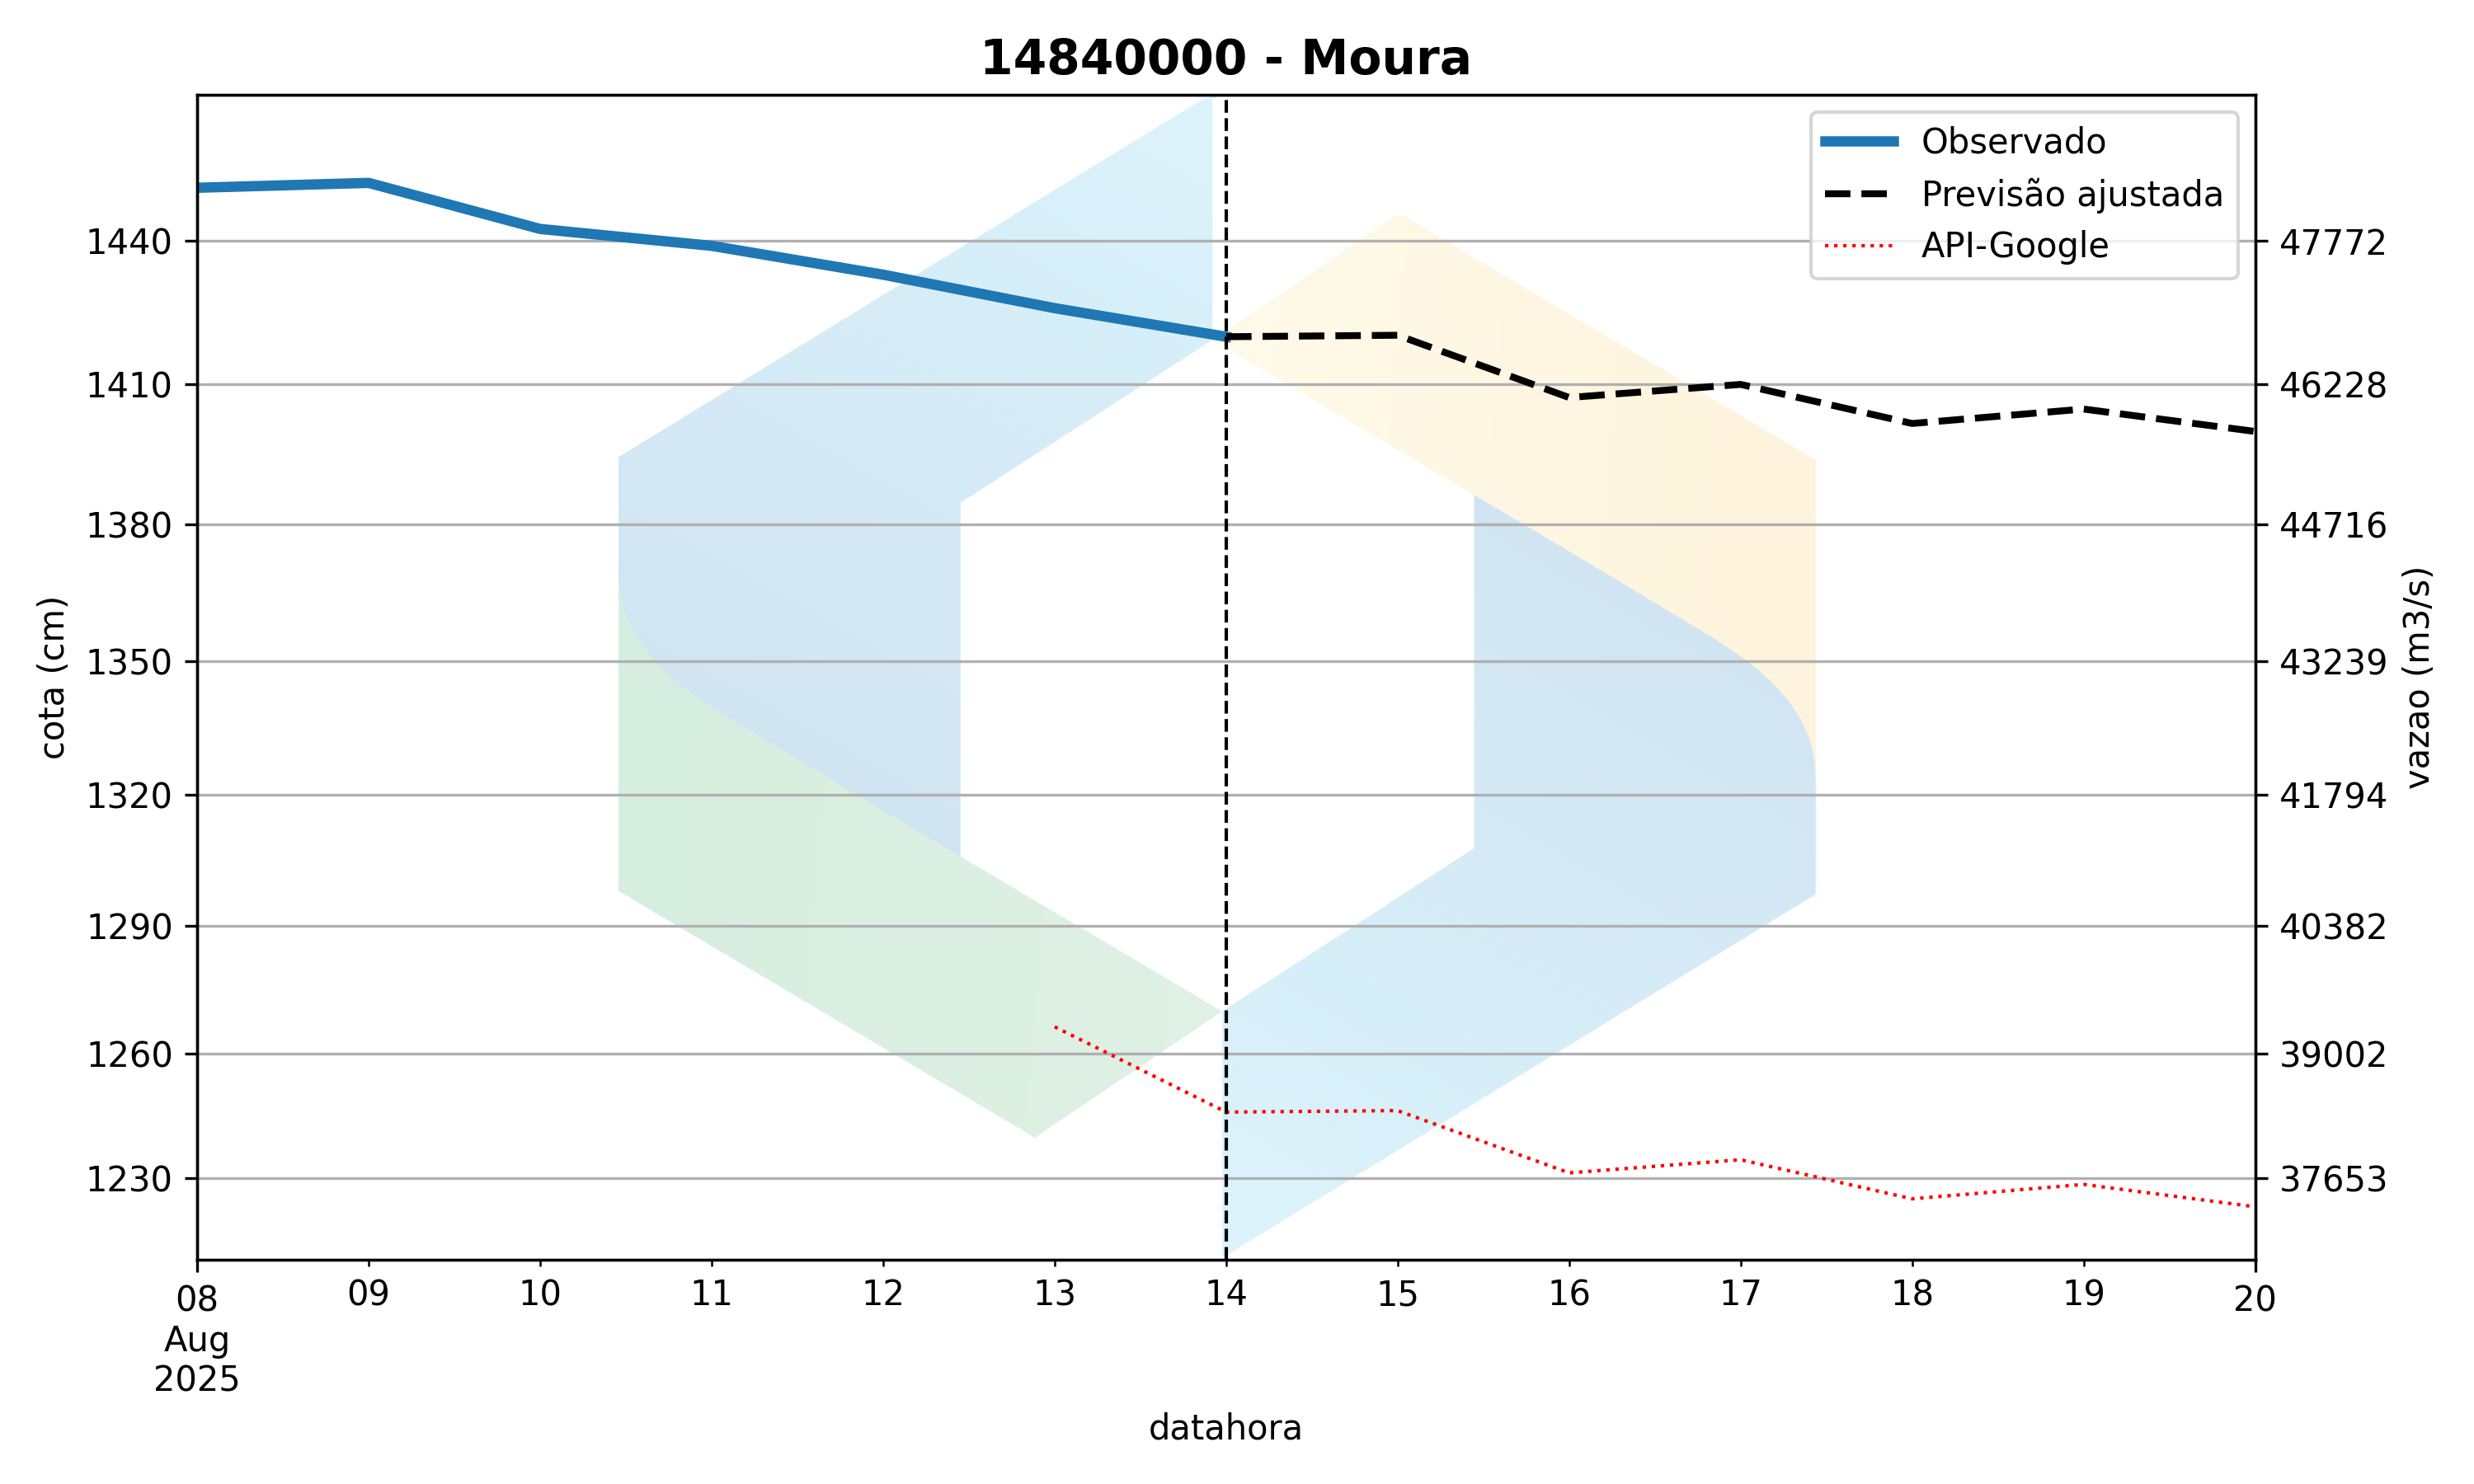 14840000 - Moura
Observado
Previsão ajustada
API-Google
1440
1410
1380
1350
1320
1290
1260
1230
cota (cm)
47772
46228
44716
43239
41794
40382
39002
37653
vazao (m3/s)
08 09 10 11 12 13 14 15 16 17 18 19 20
Aug
2025
datahora